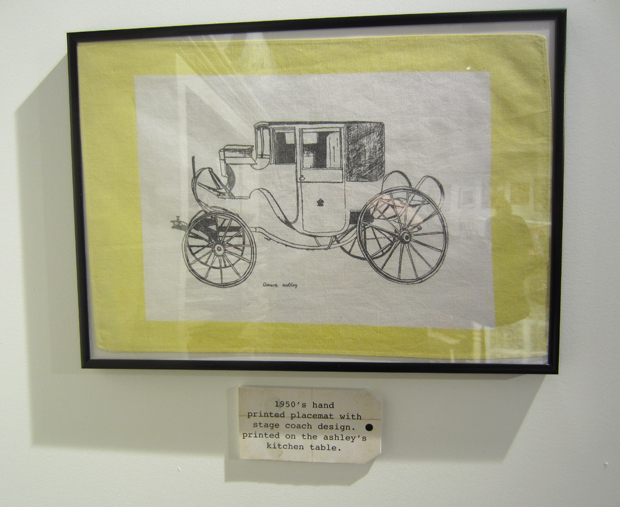 1950's hand
printed placemat with
stage coach design.
printed on the ashley's
kitchen table.